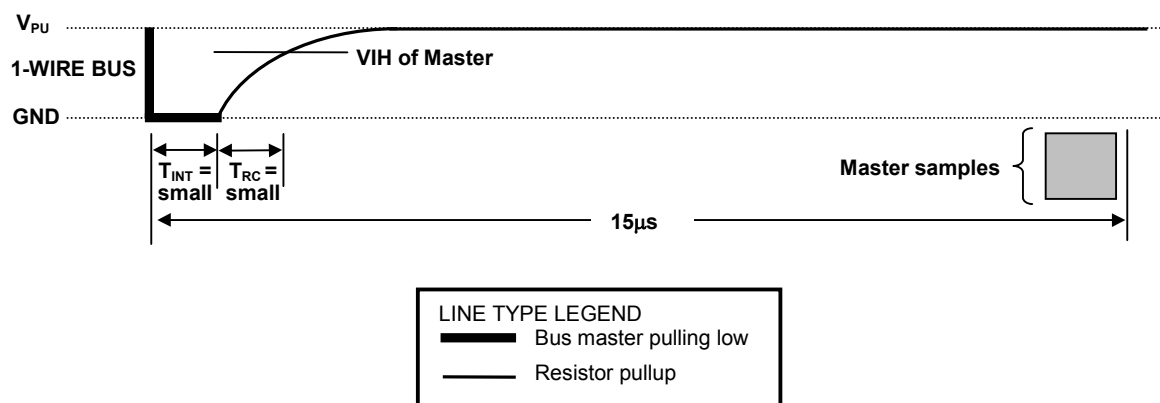 VPU
1-WIRE BUS
VIH of Master
GND
TINT = small
TRC = small
Master samples
15µs
LINE TYPE LEGEND
Bus master pulling low
Resistor pullup